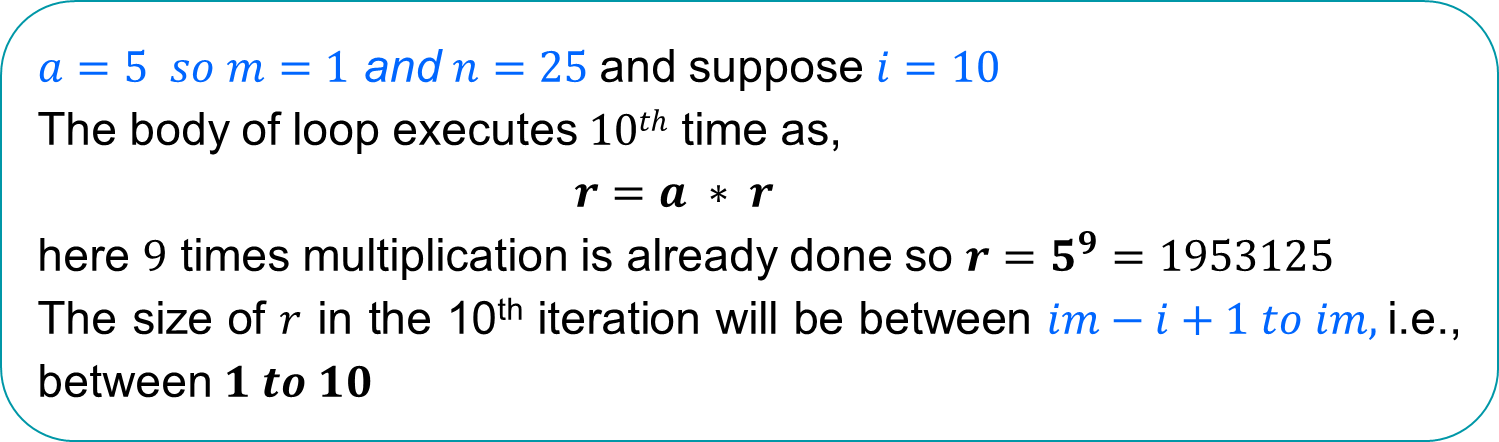 a = 5 so m = 1 and n = 25 and suppose i = 10
The body of loop executes 10ᵗʰ time as,
r = a ∗ r
here 9 times multiplication is already done so r = 5⁹ = 1953125
The size of r in the 10ᵗʰ iteration will be between im − i + 1 to im, i.e.,
between 1 to 10